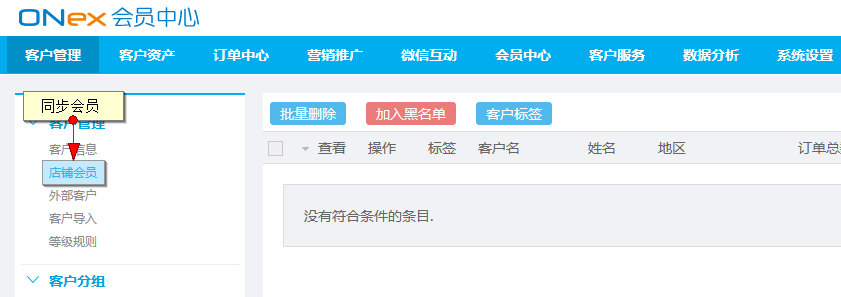 ONex 会员中心
客户管理 客户资产 订单中心 营销推广 微信互动 会员中心 客户服务 数据分析 系统设置
同步会员
客户管理
客户信息
店铺会员
外部客户
客户导入
等级规则
客户分组
批量删除 加入黑名单 客户标签
查看 操作 标签 客户名 姓名 地区 订单总
没有符合条件的条目.